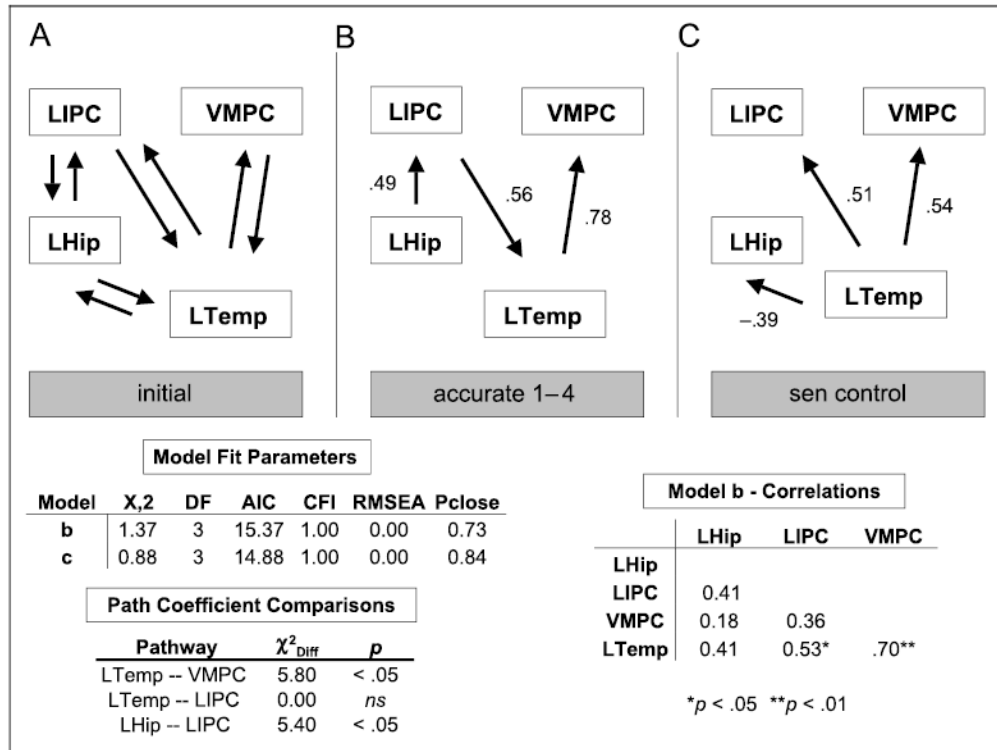 A
B
C
LIPC VMPC
LIPC VMPC
LIPC VMPC
.49 .56 .78
.51 .54
LHip
LHip
LHip
LTemp
LTemp
LTemp
–.39
initial
accurate 1–4
sen control
Model Fit Parameters
Model X,2 DF AIC CFI RMSEA Pclose
b 1.37 3 15.37 1.00 0.00 0.73
c 0.88 3 14.88 1.00 0.00 0.84
Path Coefficient Comparisons
Pathway χ²Diff p
LTemp -- VMPC 5.80 < .05
LTemp -- LIPC 0.00 ns
LHip -- LIPC 5.40 < .05
Model b - Correlations
LHip LIPC VMPC
LHip
LIPC 0.41
VMPC 0.18 0.36
LTemp 0.41 0.53* .70**
*p < .05 **p < .01